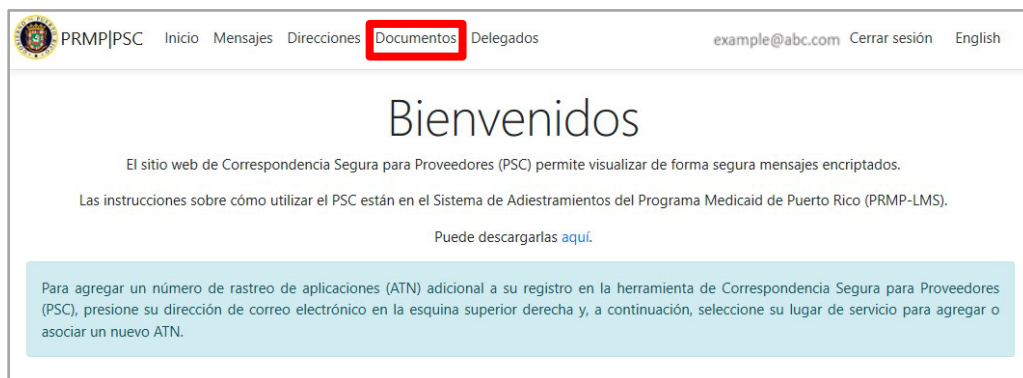 PRMP|PSC Inicio Mensajes Direcciones Documentos Delegados example@abc.com Cerrar sesión English
Bienvenidos
El sitio web de Correspondencia Segura para Proveedores (PSC) permite visualizar de forma segura mensajes encriptados.
Las instrucciones sobre cómo utilizar el PSC están en el Sistema de Adiestramientos del Programa Medicaid de Puerto Rico (PRMP-LMS).
Puede descargarlas aquí.
Para agregar un número de rastreo de aplicaciones (ATN) adicional a su registro en la herramienta de Correspondencia Segura para Proveedores
(PSC), presione su dirección de correo electrónico en la esquina superior derecha y, a continuación, seleccione su lugar de servicio para agregar o
asociar un nuevo ATN.